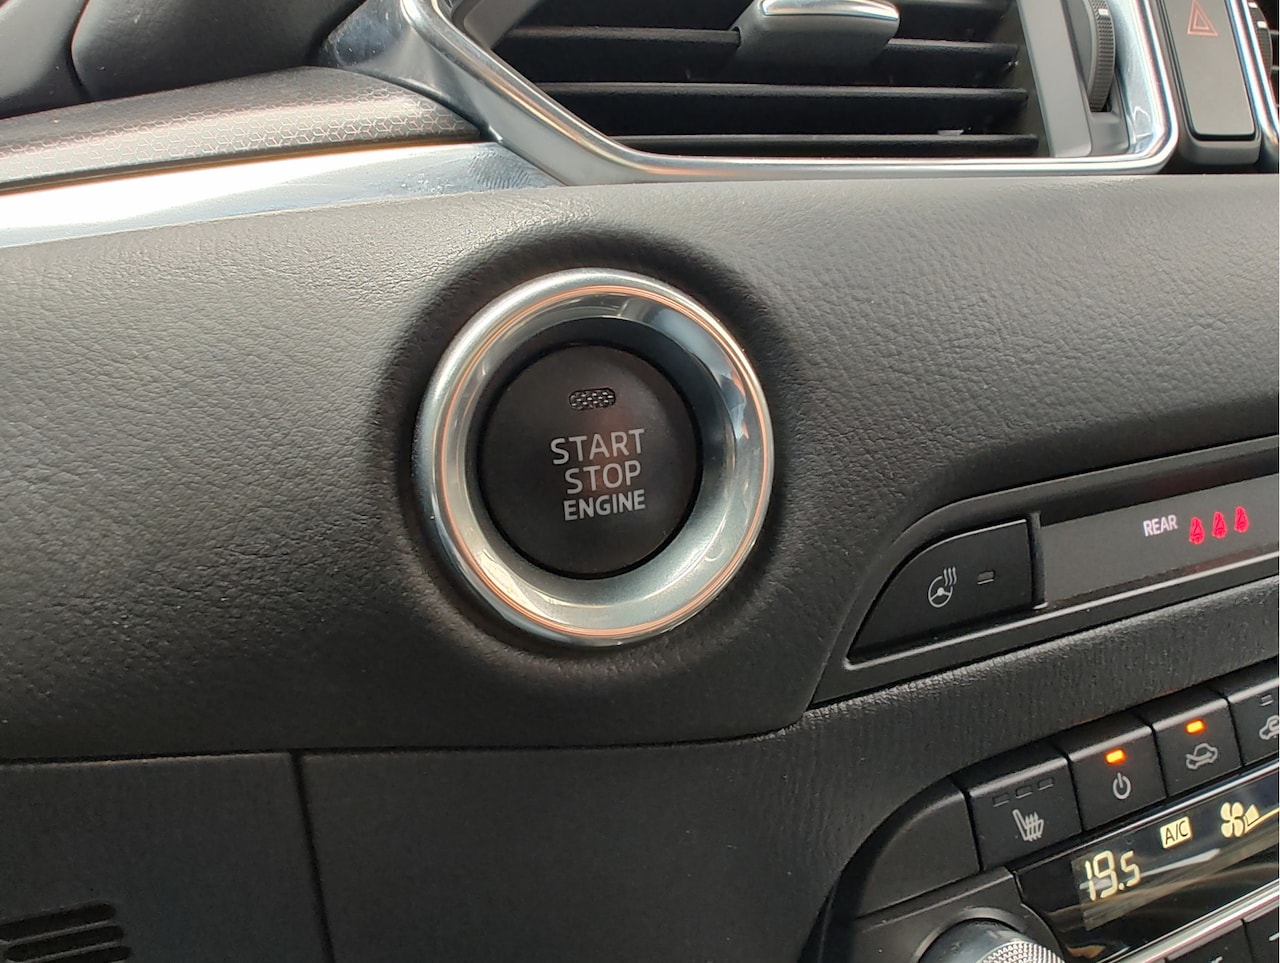 START
STOP
ENGINE
REAR
A/C
19.5